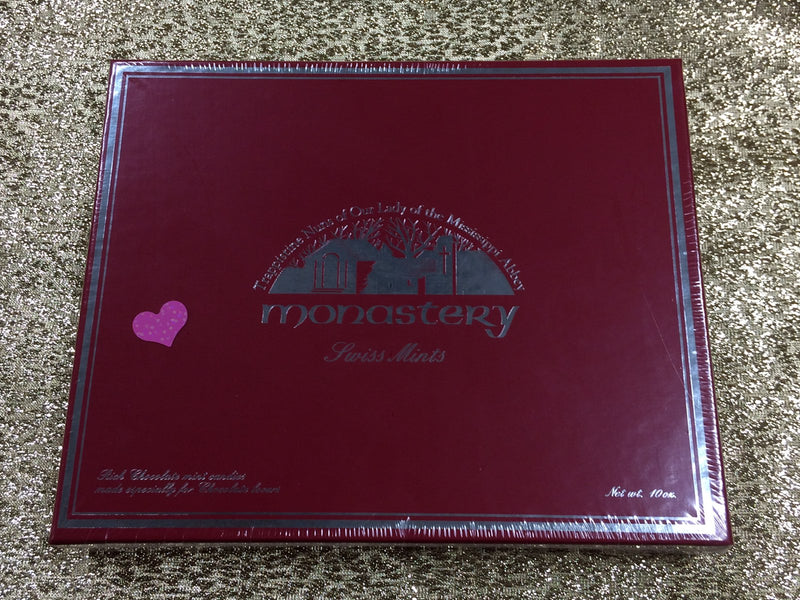 Trappistine Nuns of Our Lady of the Mississippi Abbey
monastery
Swiss Mints
Rich Chocolate mint candies
made especially for Chocolate lovers
Net wt. 10 oz.